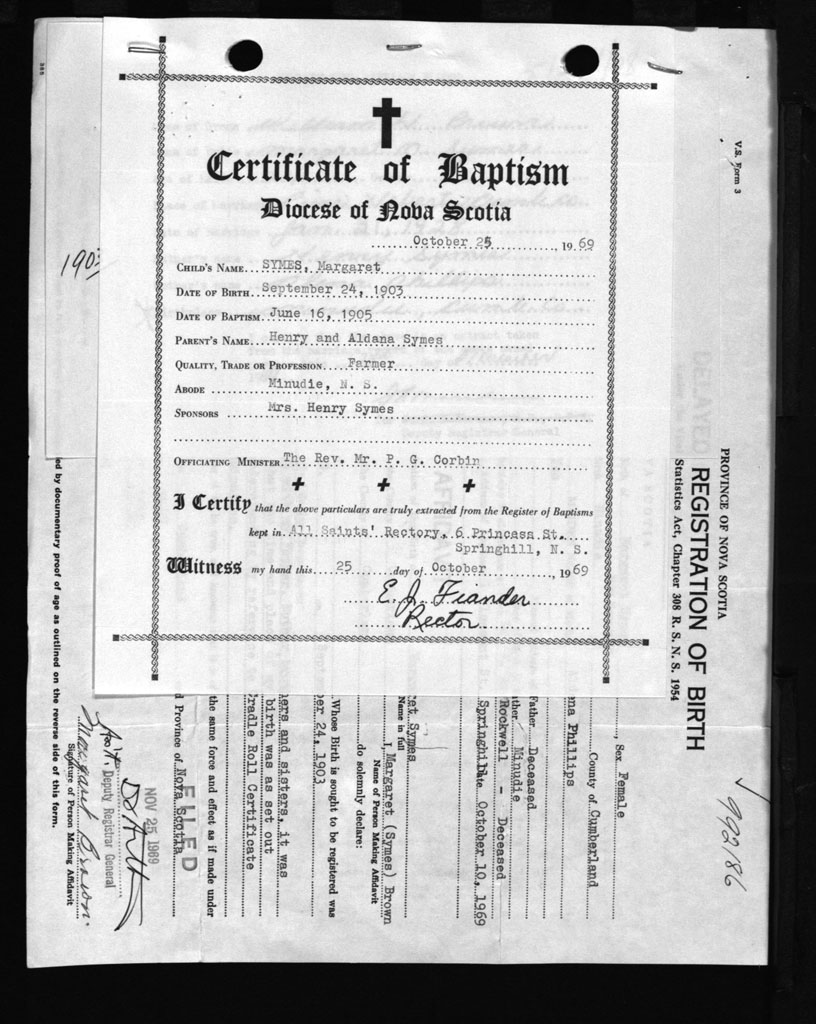 Certificate of Baptism
Diocese of Nova Scotia
October 25, 1969
CHILD'S NAME SYMES, Margaret
DATE OF BIRTH September 24, 1903
DATE OF BAPTISM June 16, 1905
PARENT'S NAME Henry and Aldana Symes
QUALITY, TRADE OR PROFESSION Farmer
ABODE Minudie, N. S.
SPONSORS Mrs. Henry Symes
OFFICIATING MINISTER The Rev. Mr. P. G. Corbin
I Certify that the above particulars are truly extracted from the Register of Baptisms
kept in All Saints' Rectory, 6 Princess St.
Springhill, N. S.
Witness my hand this 25 day of October, 1969
E. J. Fiander
Rector
1903
V.S. Form 3
DELAYED
PROVINCE OF NOVA SCOTIA
REGISTRATION OF BIRTH
Statistics Act, Chapter 308 R. S. N. S. 1954
992186
, Sex Female
County of Cumberland
na Phillips
Father Deceased
ther Minudie
Rockwell - Deceased
Springhill Date October 10, 1969
et Symes
Name in full
I, Margaret (Symes) Brown
Name of Person Making Affidavit
do solemnly declare:
Whose Birth is sought to be registered was
ber 24, 1903
ers and sisters. it was
birth was as set out
radle Roll Certificate
the same force and effect as if made under
d Province of Nova Scotia
FILED
NOV 25 1969
Deputy Registrar General
Margaret Brown.
Signature of Person Making Affidavit
ed by documentary proof of age as outlined on the reverse side of this form.